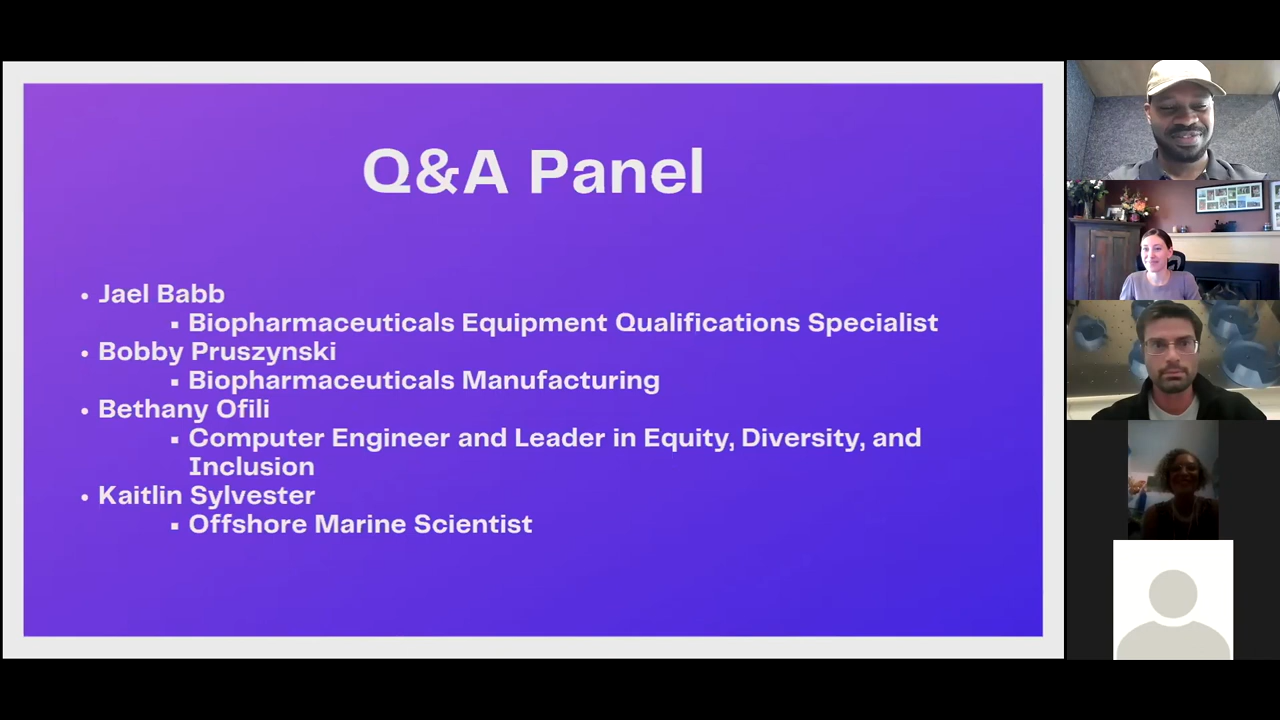 Q&A Panel
• Jael Babb
▪ Biopharmaceuticals Equipment Qualifications Specialist
• Bobby Pruszynski
▪ Biopharmaceuticals Manufacturing
• Bethany Ofili
▪ Computer Engineer and Leader in Equity, Diversity, and
Inclusion
• Kaitlin Sylvester
▪ Offshore Marine Scientist